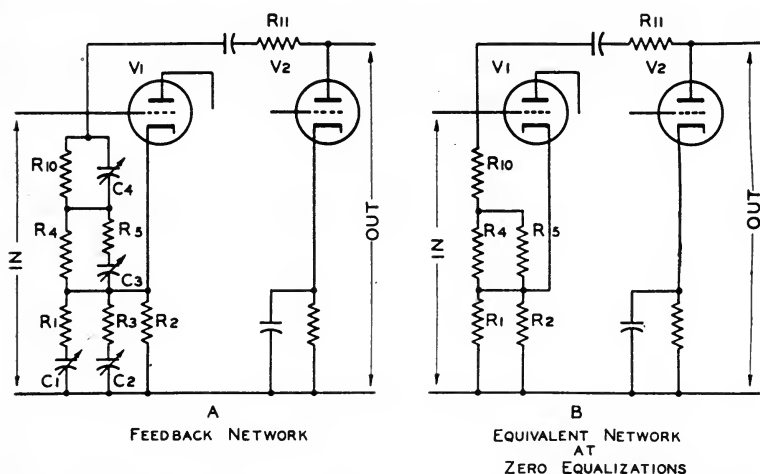 R11
V1
V2
IN
R10
C4
R4
R5
C3
R1
R3
R2
C1
C2
OUT
A
FEEDBACK NETWORK
R11
V1
V2
IN
R10
R4
R5
R1
R2
OUT
B
EQUIVALENT NETWORK
AT
ZERO EQUALIZATIONS